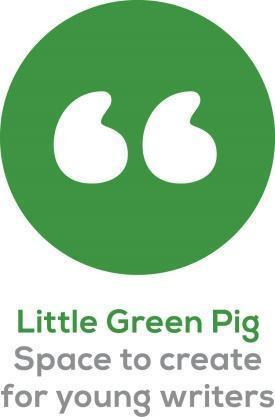 “
Little Green Pig
Space to create
for young writers